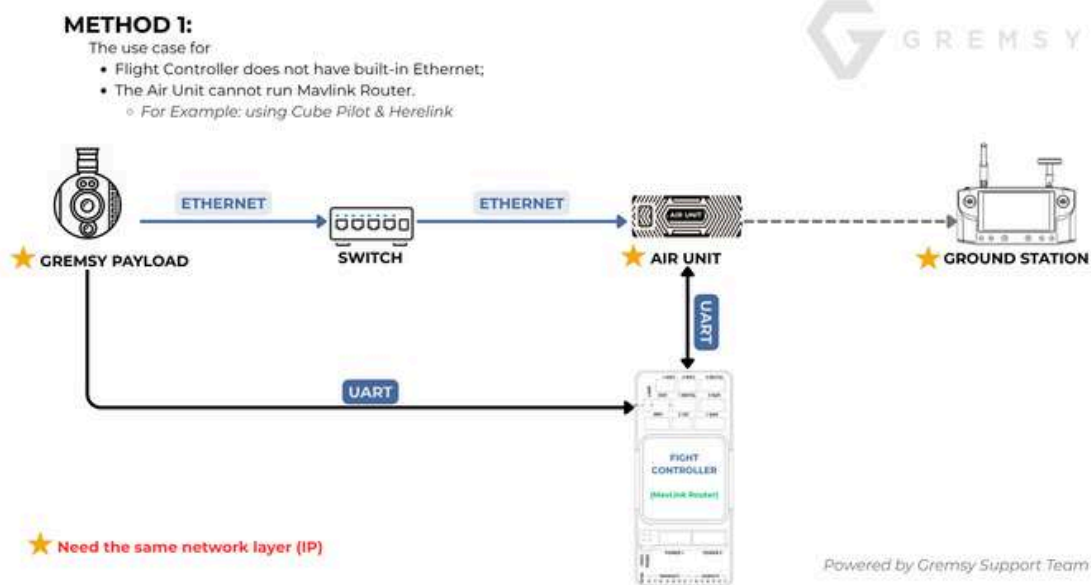 METHOD 1:
The use case for
• Flight Controller does not have built-in Ethernet;
• The Air Unit cannot run Mavlink Router.
◦ For Example: using Cube Pilot & Herelink
GREMSY
ETHERNET
ETHERNET
AIR UNIT
GREMSY PAYLOAD
SWITCH
AIR UNIT
GROUND STATION
UART
UART
FIGHT
CONTROLLER
(MavLink Router)
Need the same network layer (IP)
Powered by Gremsy Support Team